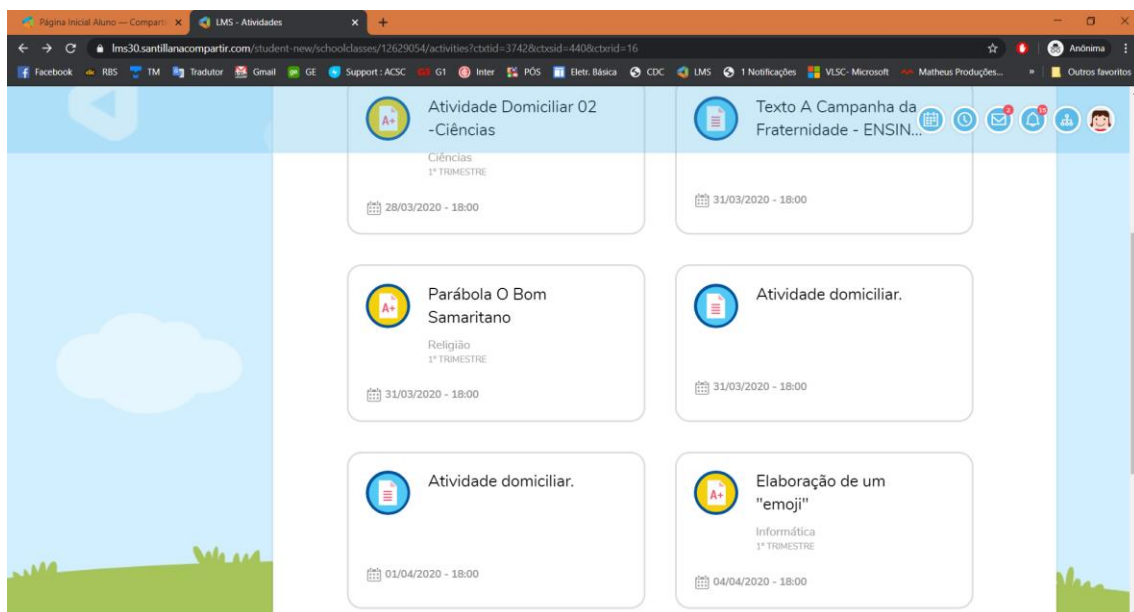 Página Inicial Aluno — Comparti
LMS - Atividades
lms30.santillanacompartir.com/student-new/schoolclasses/12629054/activities?ctxtid=3742&ctxsid=440&ctxrid=16
Anônima
Facebook RBS TM Tradutor Gmail GE Support : ACSC G1 Inter PÓS Eletr. Básica CDC LMS 1 Notificações VLSC- Microsoft Matheus Produções... » Outros favoritos
Atividade Domiciliar 02
-Ciências
Ciências
1º TRIMESTRE
28/03/2020 - 18:00
Texto A Campanha da
Fraternidade - ENSIN...
31/03/2020 - 18:00
2
15
Parábola O Bom
Samaritano
Religião
1º TRIMESTRE
31/03/2020 - 18:00
Atividade domiciliar.
31/03/2020 - 18:00
Atividade domiciliar.
01/04/2020 - 18:00
Elaboração de um
"emoji"
Informática
1º TRIMESTRE
04/04/2020 - 18:00